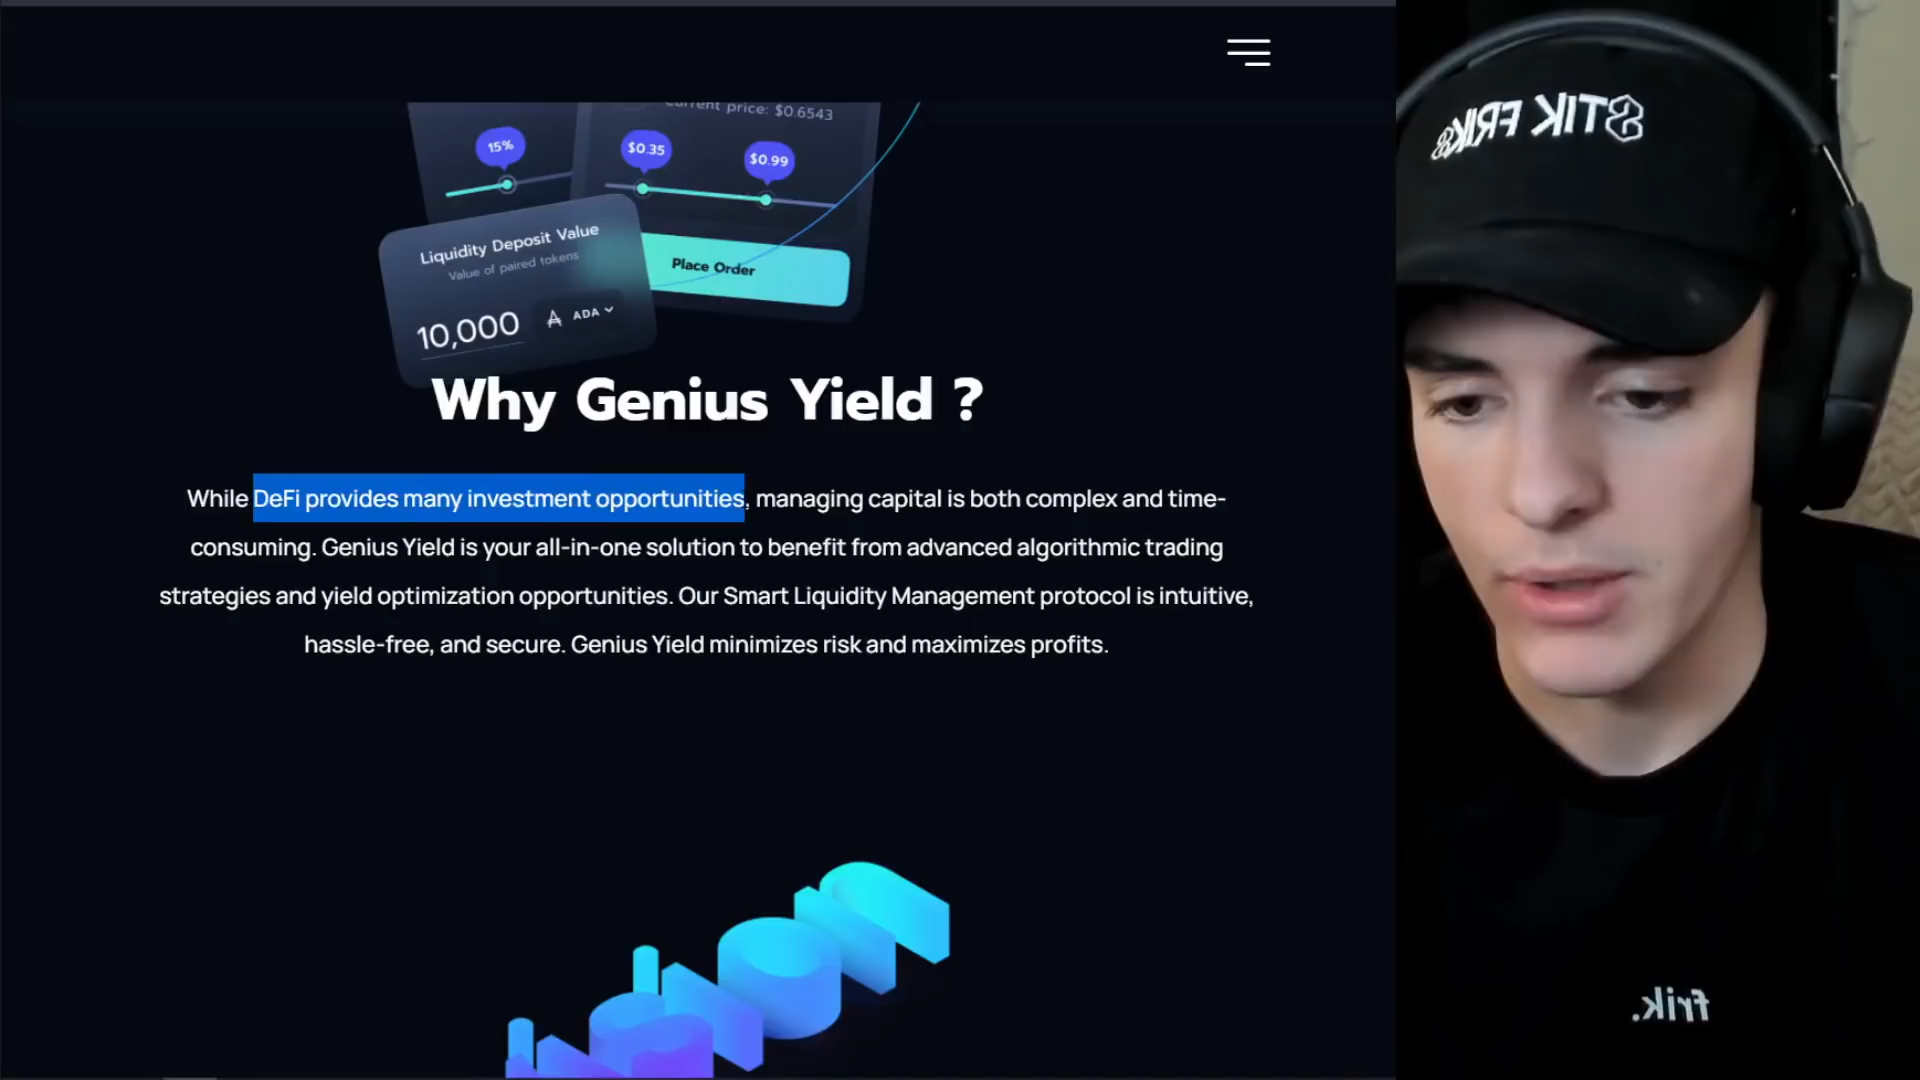 Current price: $0.6543
15%
$0.35
$0.99
Liquidity Deposit Value
Value of paired tokens
10,000
ADA
Place Order
Why Genius Yield ?
While DeFi provides many investment opportunities, managing capital is both complex and time-
consuming. Genius Yield is your all-in-one solution to benefit from advanced algorithmic trading
strategies and yield optimization opportunities. Our Smart Liquidity Management protocol is intuitive,
hassle-free, and secure. Genius Yield minimizes risk and maximizes profits.
frik.